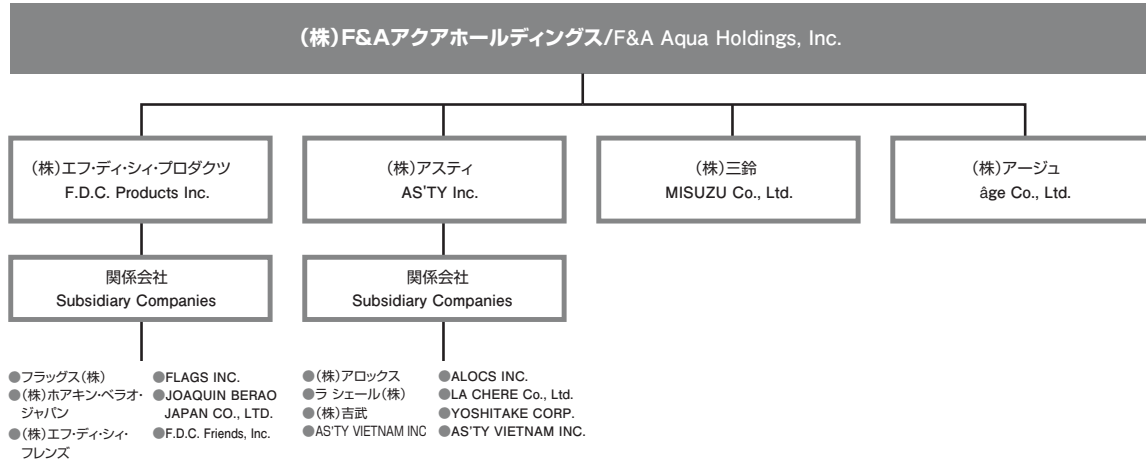 (株)F&Aアクアホールディングス/F&A Aqua Holdings, Inc.
(株)エフ・ディ・シィ・プロダクツ
F.D.C. Products Inc.
(株)アスティ
AS'TY Inc.
(株)三鈴
MISUZU Co., Ltd.
(株)アージュ
âge Co., Ltd.
関係会社
Subsidiary Companies
関係会社
Subsidiary Companies
●フラッグス(株)
●(株)ホアキン・ベラオ・
ジャパン
●(株)エフ・ディ・シィ・
フレンズ
●FLAGS INC.
●JOAQUIN BERAO
JAPAN CO., LTD.
●F.D.C. Friends, Inc.
●(株)アロックス
●ラ シェール(株)
●(株)吉武
●AS'TY VIETNAM INC
●ALOCS INC.
●LA CHERE Co., Ltd.
●YOSHITAKE CORP.
●AS'TY VIETNAM INC.